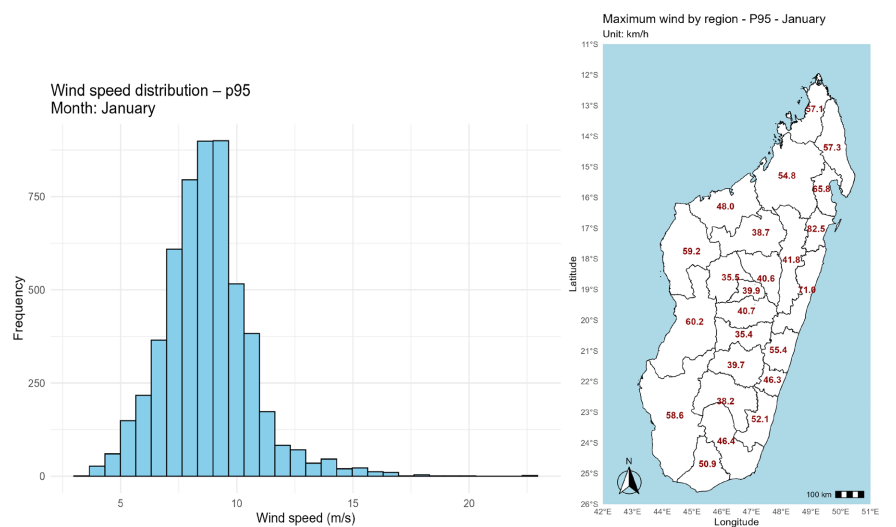 Wind speed distribution – p95
Month: January
Frequency
750
500
250
0
5
10
15
20
Wind speed (m/s)
Maximum wind by region - P95 - January
Unit: km/h
Latitude
11°S
12°S
13°S
14°S
15°S
16°S
17°S
18°S
19°S
20°S
21°S
22°S
23°S
24°S
25°S
26°S
57.1
57.3
54.8
65.8
48.0
38.7
82.5
59.2
41.8
35.5
40.6
39.9
71.0
40.7
60.2
35.4
55.4
39.7
46.3
38.2
58.6
52.1
46.4
50.9
N
100 km
42°E
43°E
44°E
45°E
46°E
47°E
48°E
49°E
50°E
51°E
Longitude